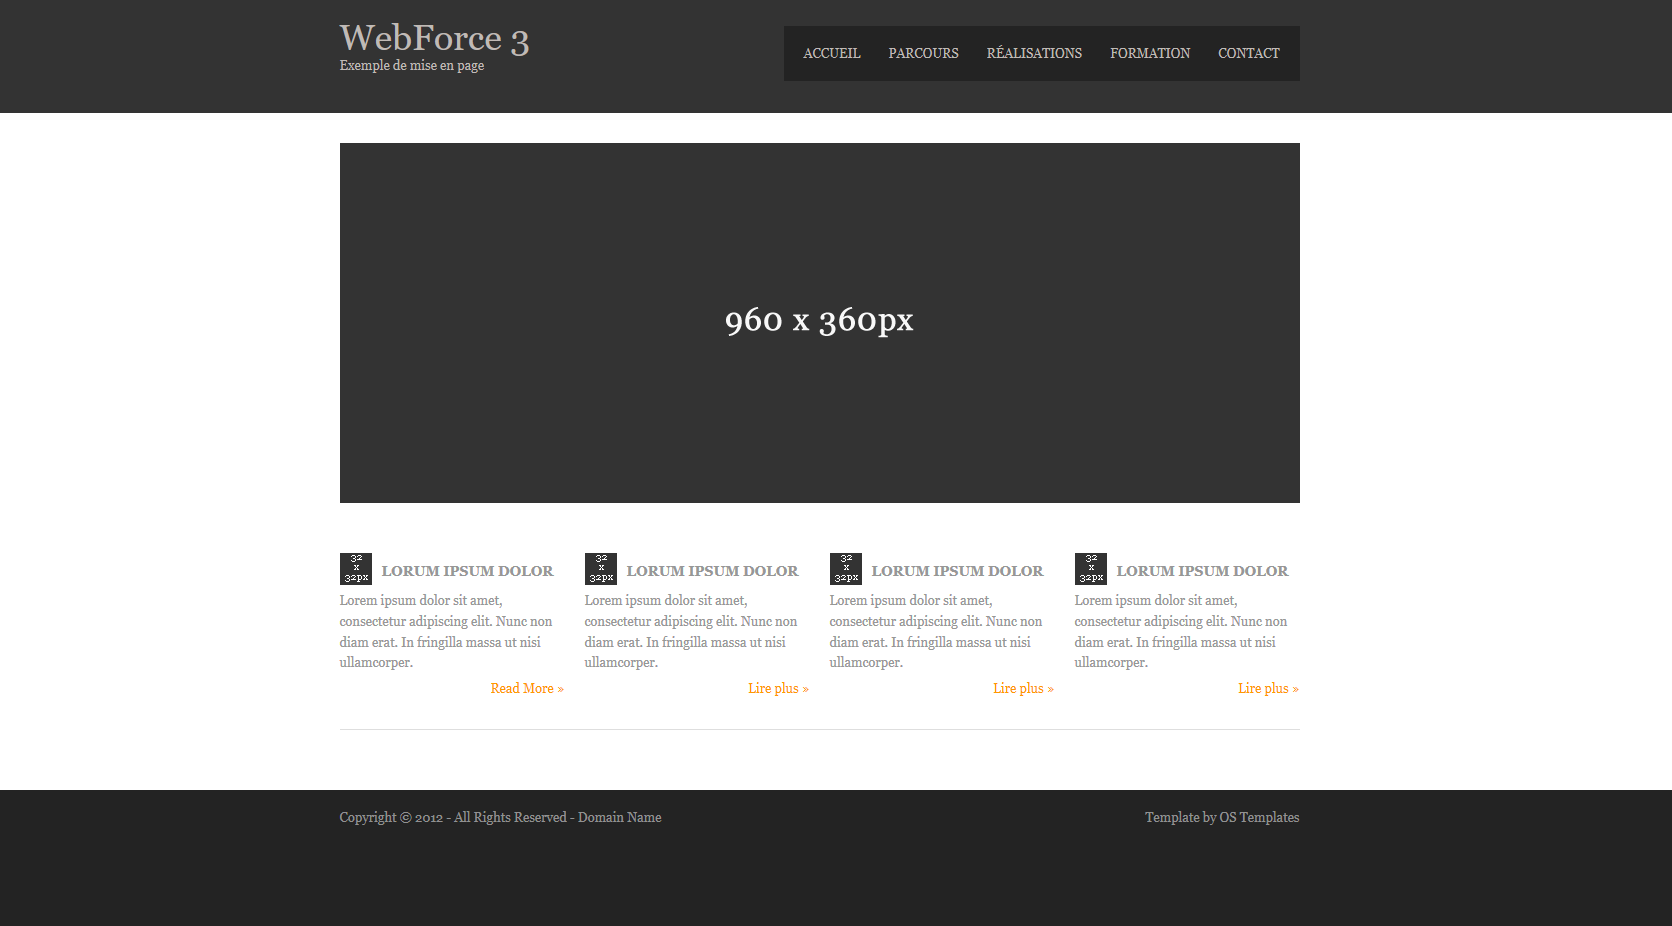 WebForce 3
Exemple de mise en page
ACCUEIL PARCOURS RÉALISATIONS FORMATION CONTACT
960 x 360px
32
x
32px
LORUM IPSUM DOLOR
Lorem ipsum dolor sit amet,
consectetur adipiscing elit. Nunc non
diam erat. In fringilla massa ut nisi
ullamcorper.
Read More »
32
x
32px
LORUM IPSUM DOLOR
Lorem ipsum dolor sit amet,
consectetur adipiscing elit. Nunc non
diam erat. In fringilla massa ut nisi
ullamcorper.
Lire plus »
32
x
32px
LORUM IPSUM DOLOR
Lorem ipsum dolor sit amet,
consectetur adipiscing elit. Nunc non
diam erat. In fringilla massa ut nisi
ullamcorper.
Lire plus »
32
x
32px
LORUM IPSUM DOLOR
Lorem ipsum dolor sit amet,
consectetur adipiscing elit. Nunc non
diam erat. In fringilla massa ut nisi
ullamcorper.
Lire plus »
Copyright © 2012 - All Rights Reserved - Domain Name
Template by OS Templates